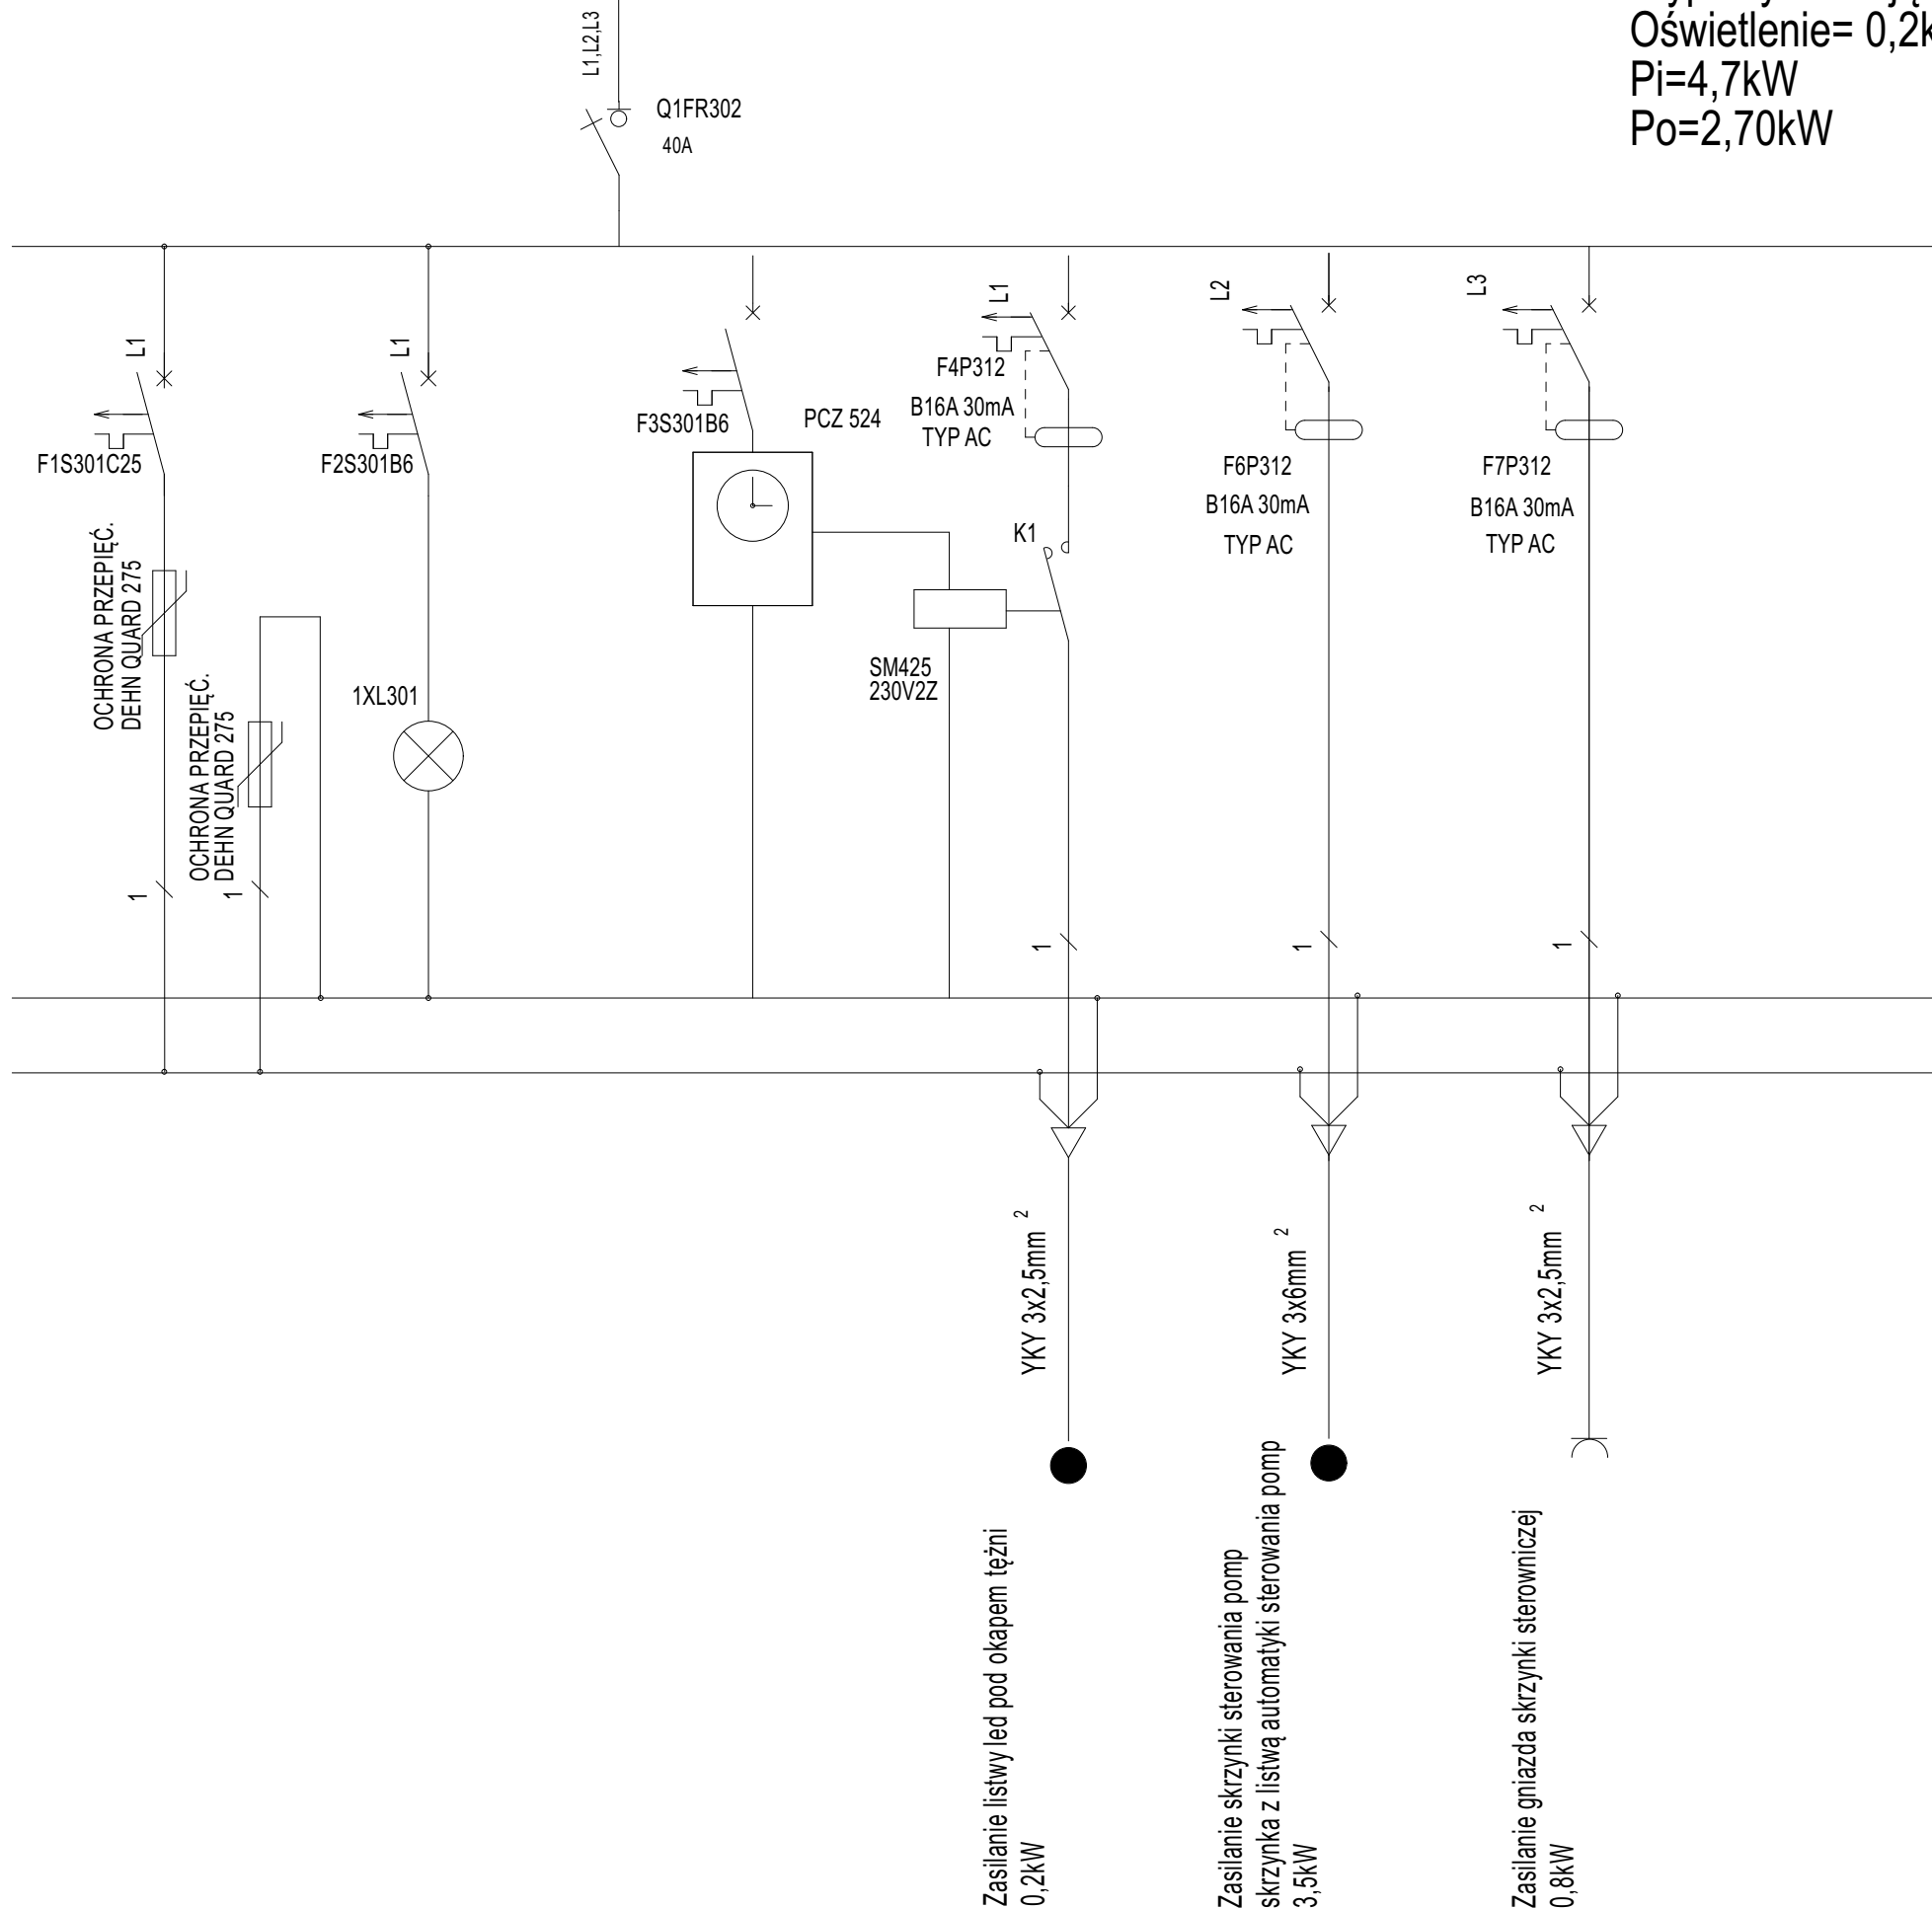 Oświetlenie= 0,2k
Pi=4,7kW
Po=2,70kW
L1,L2,L3
Q1FR302
40A
L1
F1S301C25
OCHRONA PRZEPIĘĆ.
DEHN QUARD 275
1
OCHRONA PRZEPIĘĆ.
DEHN QUARD 275
1
L1
F2S301B6
1XL301
F3S301B6
PCZ 524
SM425
230V2Z
L1
F4P312
B16A 30mA
TYP AC
K1
1
L2
F6P312
B16A 30mA
TYP AC
1
L3
F7P312
B16A 30mA
TYP AC
1
YKY 3x2,5mm 2
YKY 3x6mm 2
YKY 3x2,5mm 2
Zasilanie listwy led pod okapem tężni
0,2kW
Zasilanie skrzynki sterowania pomp
skrzynka z listwą automatyki sterowania pomp
3,5kW
Zasilanie gniazda skrzynki sterowniczej
0,8kW